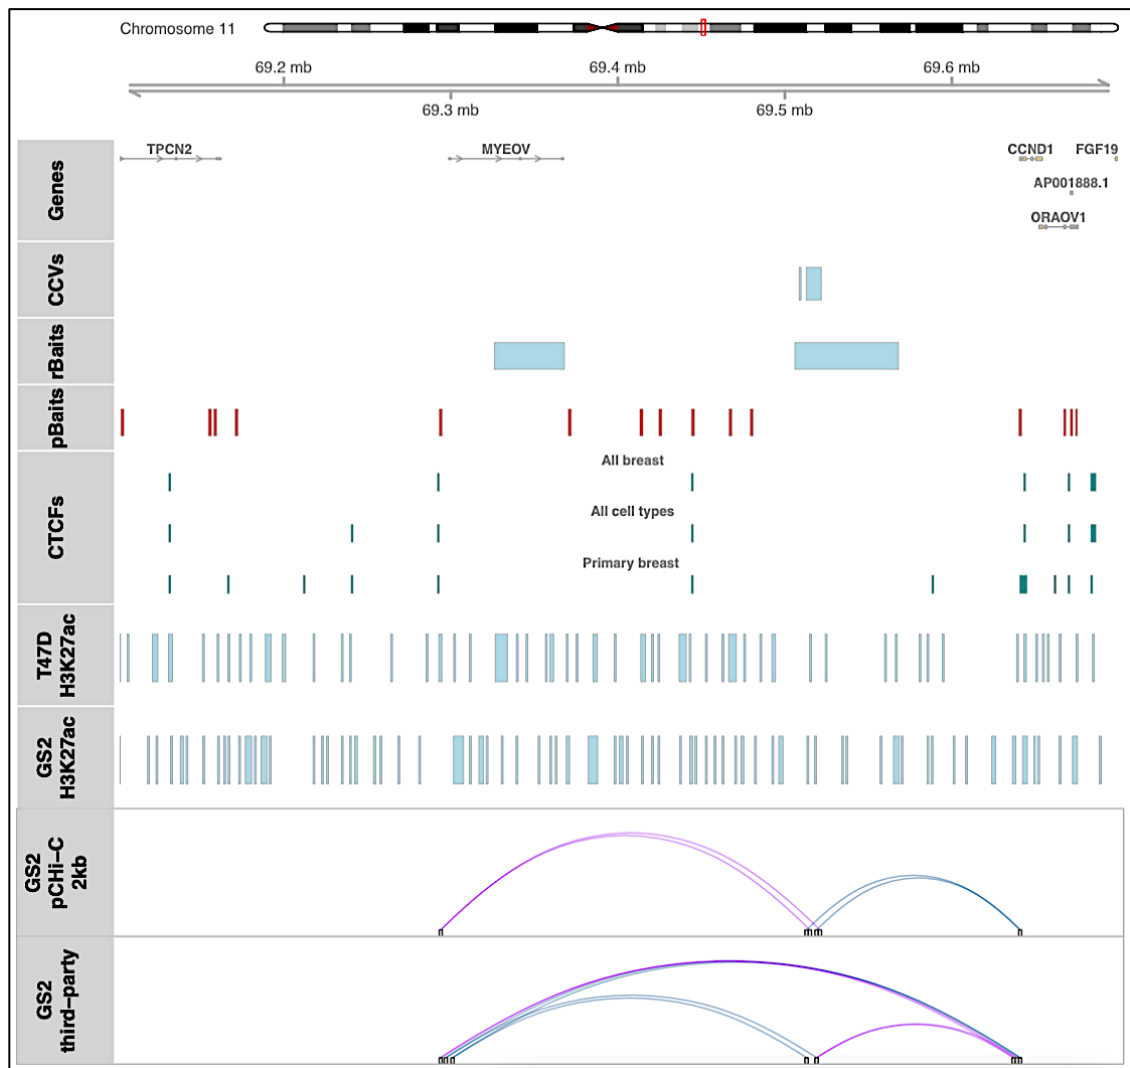 Chromosome 11
69.2 mb
69.4 mb
69.6 mb
69.3 mb
69.5 mb
Genes
TPCN2
MYEOV
CCND1
FGF19
AP001888.1
ORAOV1
CCVs
rBaits
pBaits
CTCFs
All breast
All cell types
Primary breast
T47D
H3K27ac
GS2
H3K27ac
GS2
pCHi-C
2kb
GS2
third-party